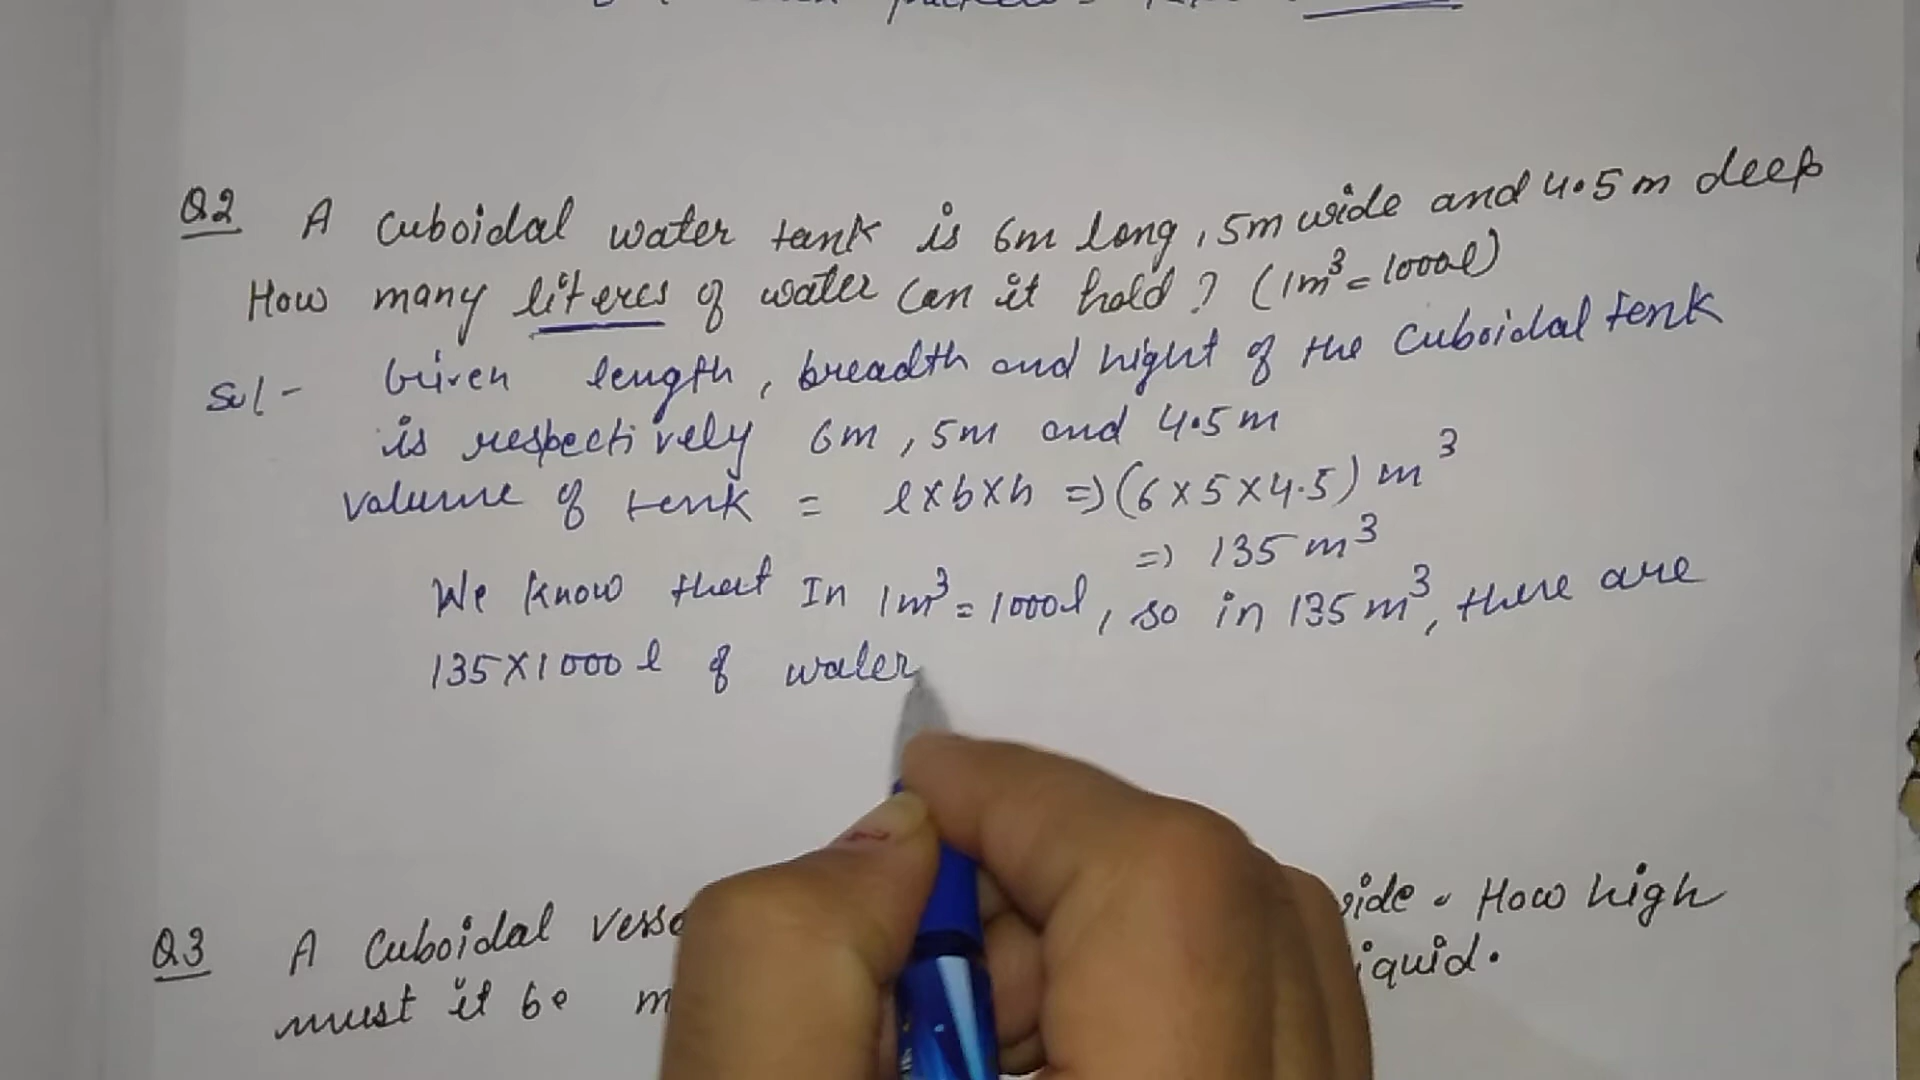 Q2 A Cuboidal water tank is 6m long, 5m wide and 4.5m deep
How many literes of water can it hold? (1m³=1000l)
Sol- Given length, breadth and hight of the Cuboidal tenk
is respectively 6m, 5m and 4.5m
volume of tenk = l×b×h => (6×5×4.5) m³
=> 135 m³
We know that In 1m³=1000l, so in 135 m³, there are
135×1000 l of water
Q3 A Cuboidal vess wide. How high
must it be m iquid.